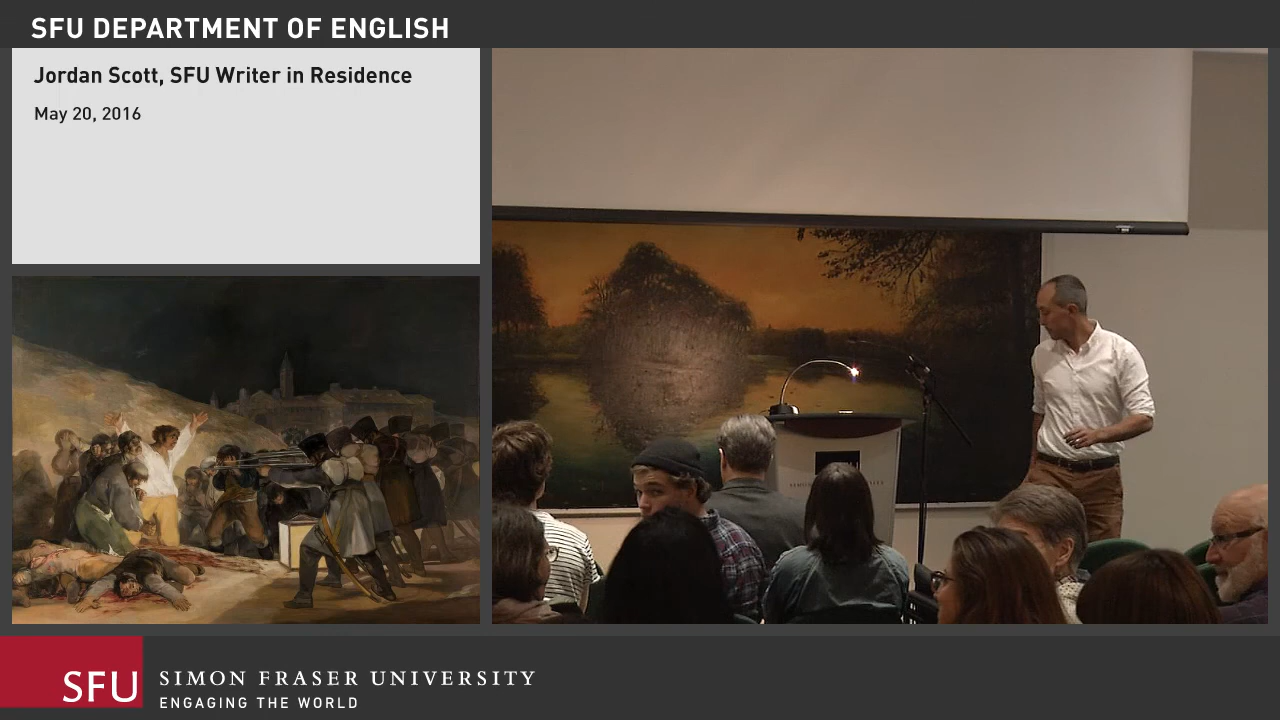 SFU DEPARTMENT OF ENGLISH
Jordan Scott, SFU Writer in Residence
May 20, 2016
SFU
SIMON FRASER UNIVERSITY
ENGAGING THE WORLD